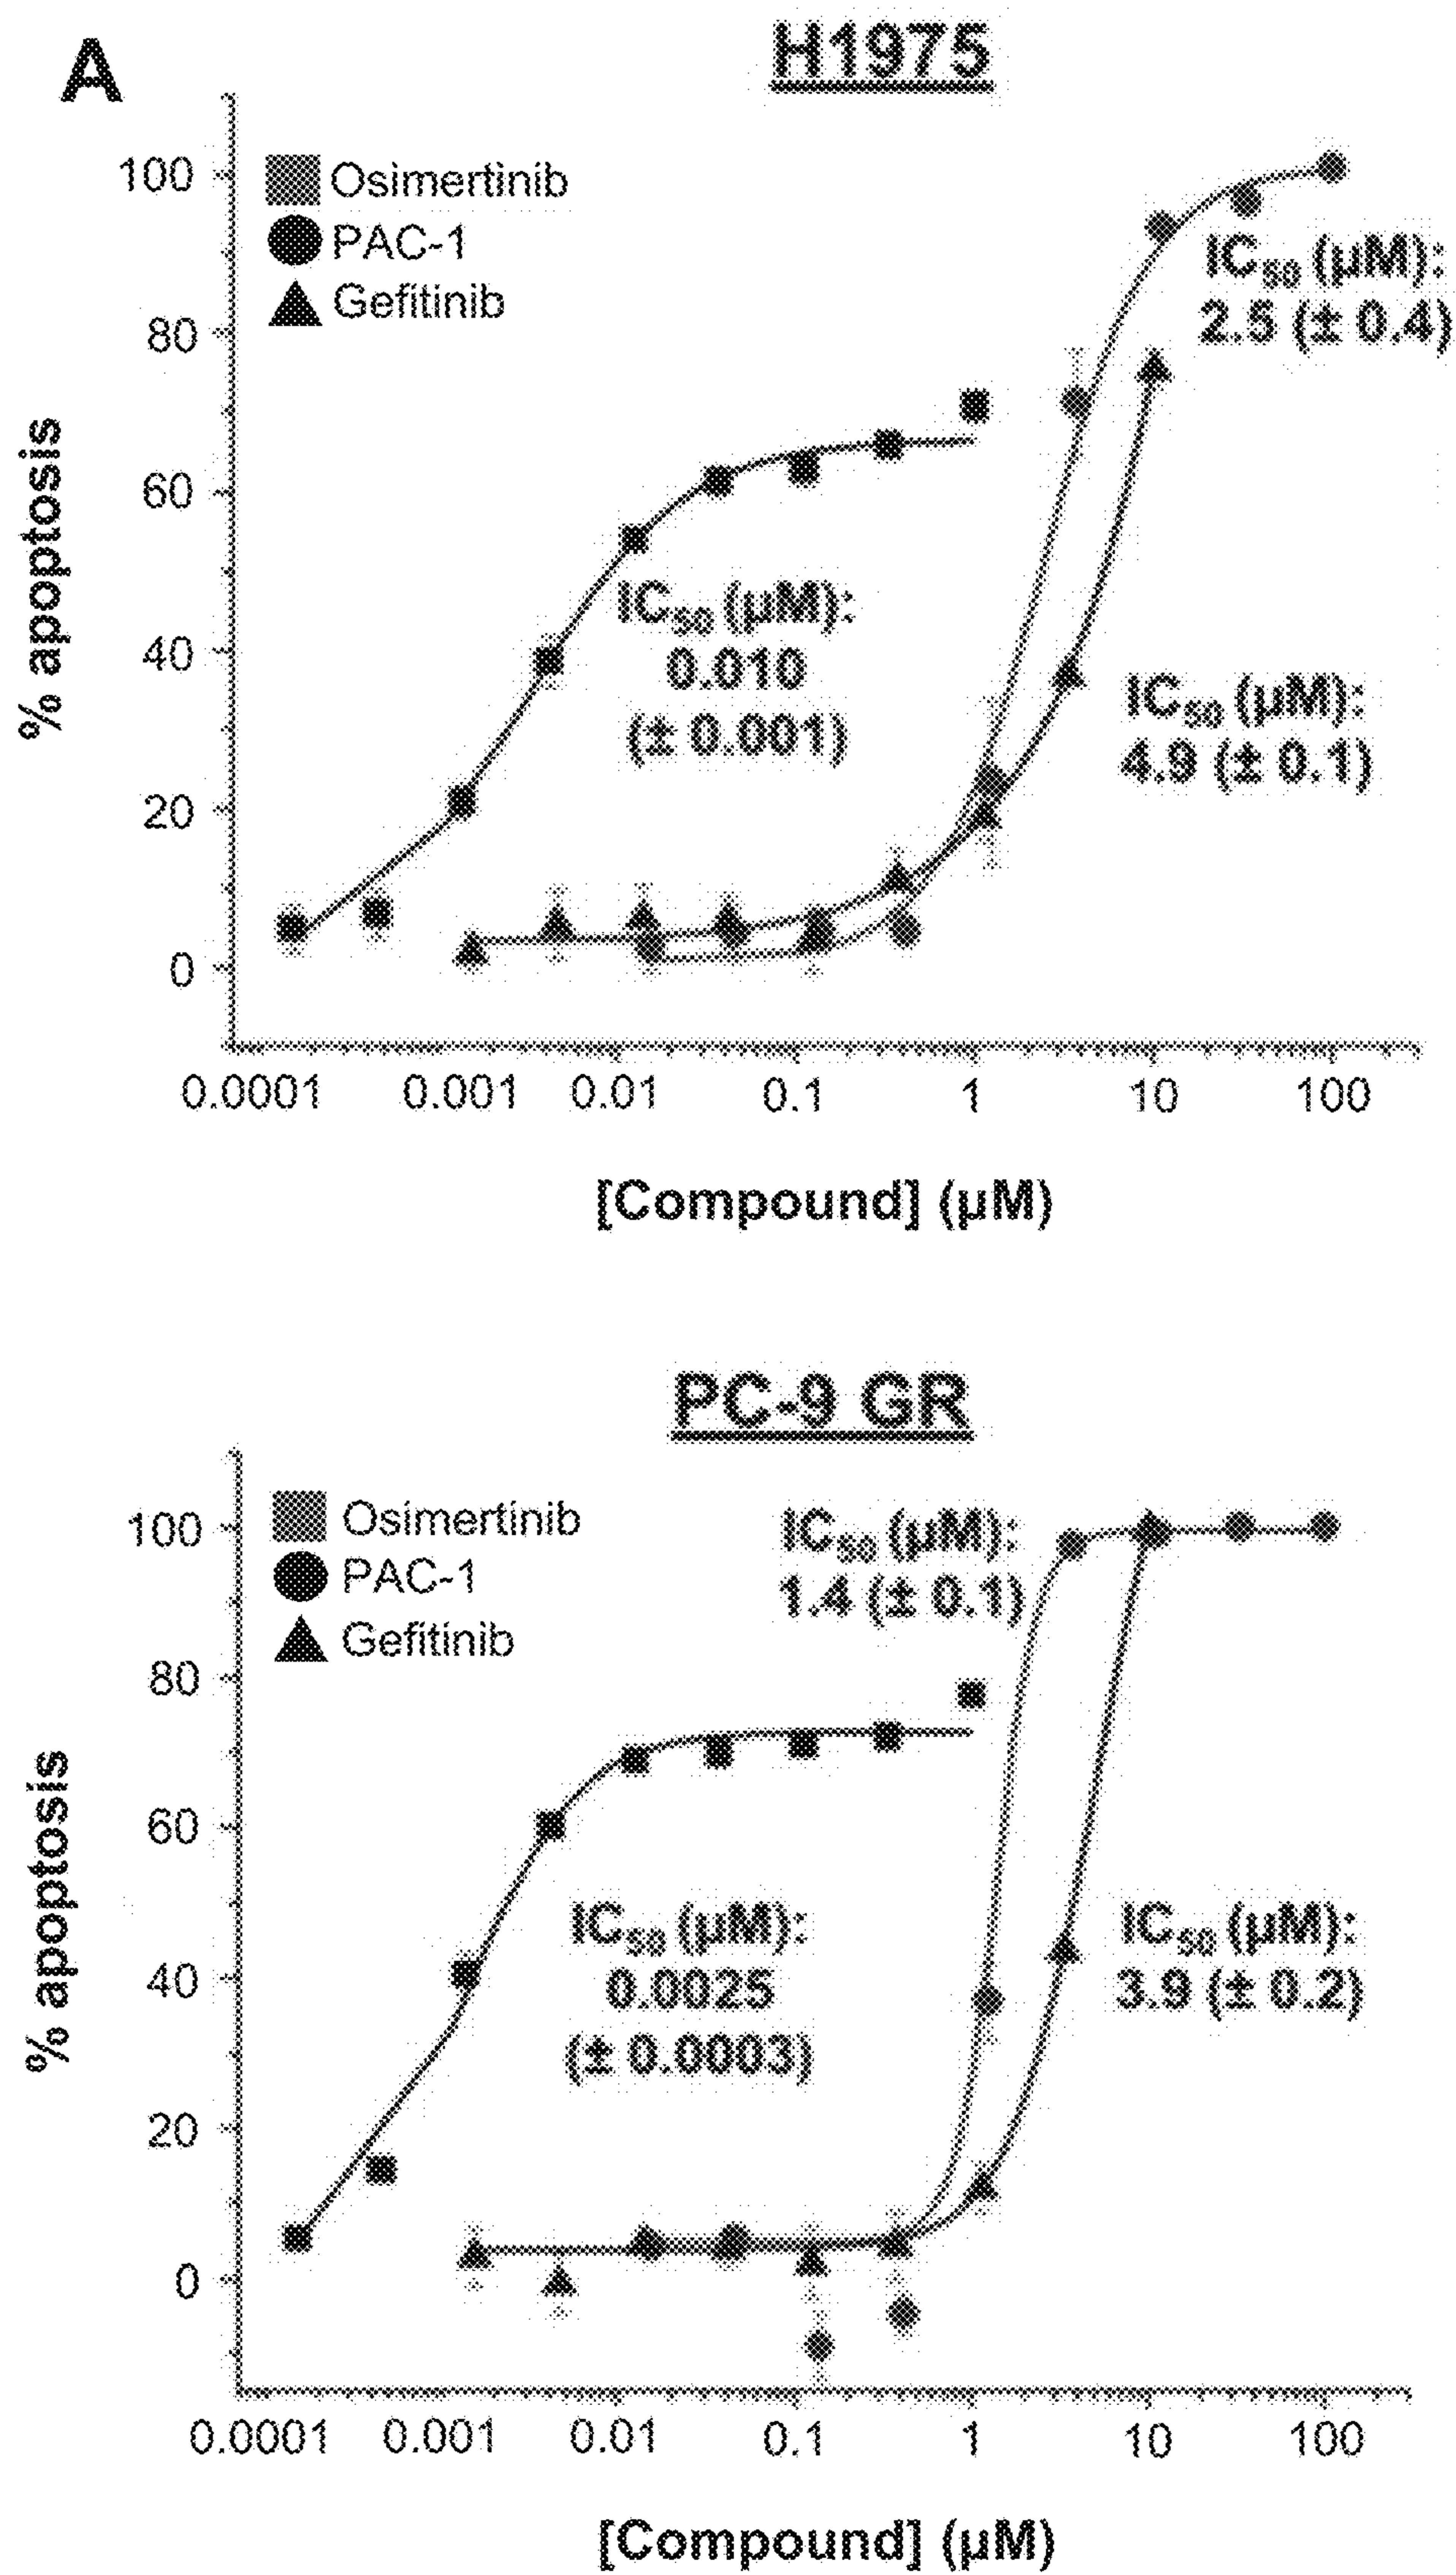 A
H1975
Osimertinib
PAC-1
Gefitinib
IC50 (µM):
2.5 (± 0.4)
IC50 (µM):
0.010
(± 0.001)
IC50 (µM):
4.9 (± 0.1)
% apoptosis
100
80
60
40
20
0
0.0001 0.001 0.01 0.1 1 10 100
[Compound] (µM)
PC-9 GR
Osimertinib
PAC-1
Gefitinib
IC50 (µM):
1.4 (± 0.1)
IC50 (µM):
0.0025
(± 0.0003)
IC50 (µM):
3.9 (± 0.2)
% apoptosis
100
80
60
40
20
0
0.0001 0.001 0.01 0.1 1 10 100
[Compound] (µM)